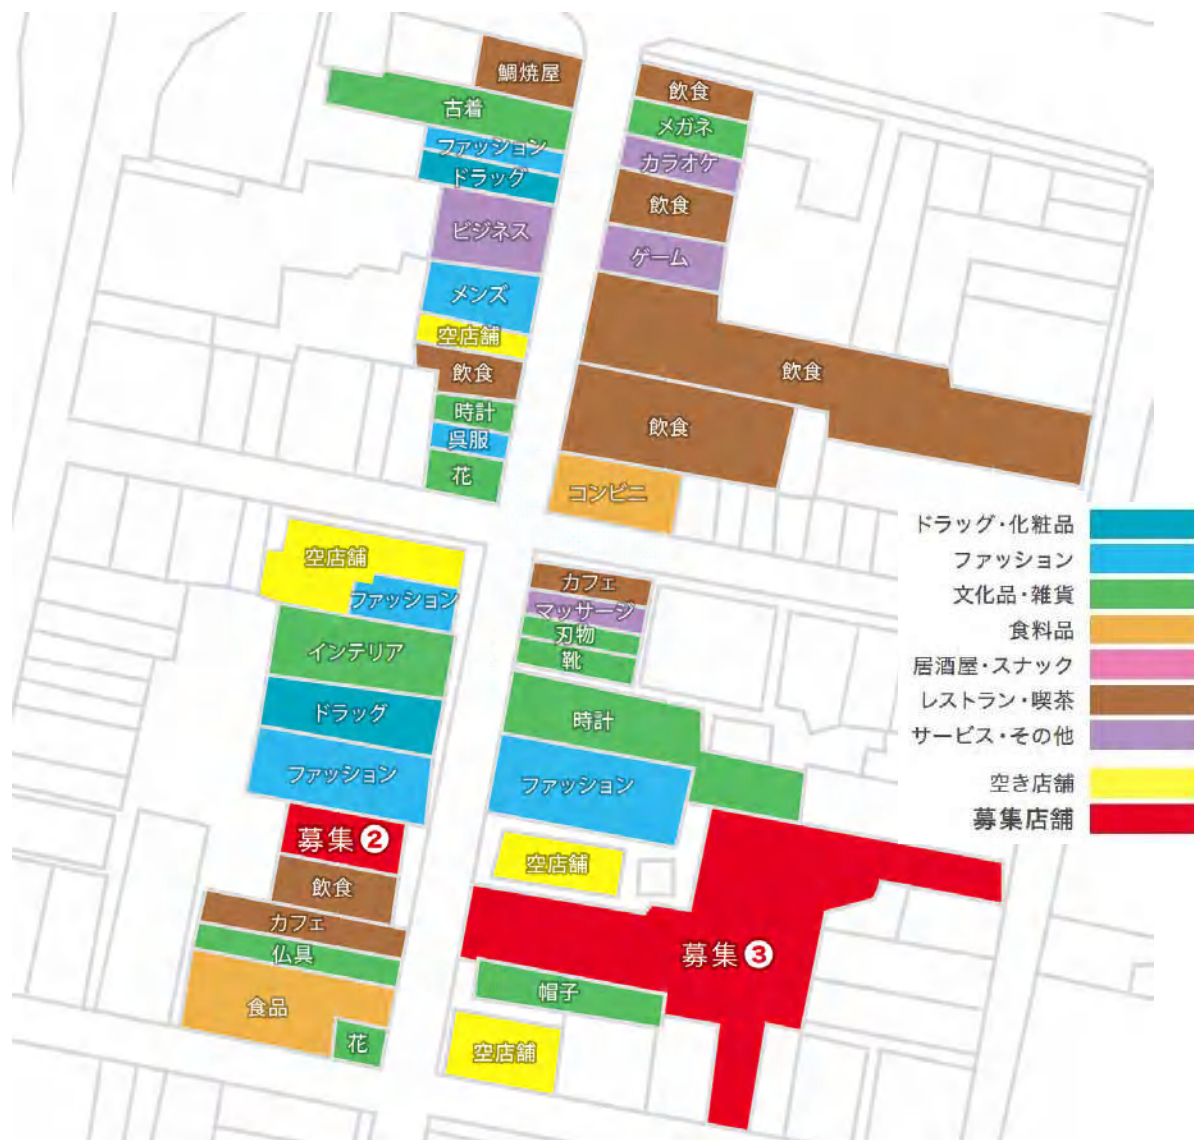 鯛焼屋
古着
ファッション
ドラッグ
ビジネス
メンズ
空店舗
飲食
時計
呉服
花
飲食
メガネ
カラオケ
飲食
ゲーム
飲食
飲食
コンビニ
空店舗
ファッション
インテリア
ドラッグ
ファッション
募集 ②
飲食
カフェ
仏具
食品
花
カフェ
マッサージ
刃物
靴
時計
ファッション
空店舗
募集 ③
帽子
空店舗
ドラッグ・化粧品
ファッション
文化品・雑貨
食料品
居酒屋・スナック
レストラン・喫茶
サービス・その他
空き店舗
募集店舗